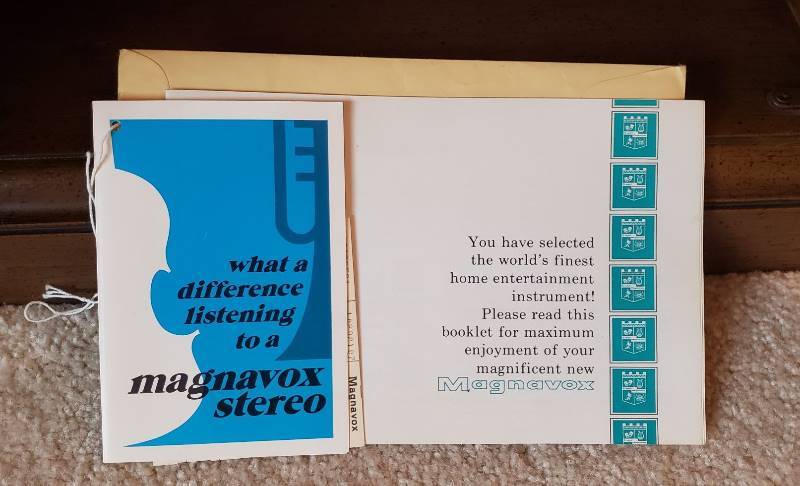 what a
difference
listening
to a
magnavox
stereo
Magnavox
You have selected
the world's finest
home entertainment
instrument!
Please read this
booklet for maximum
enjoyment of your
magnificent new
Magnavox